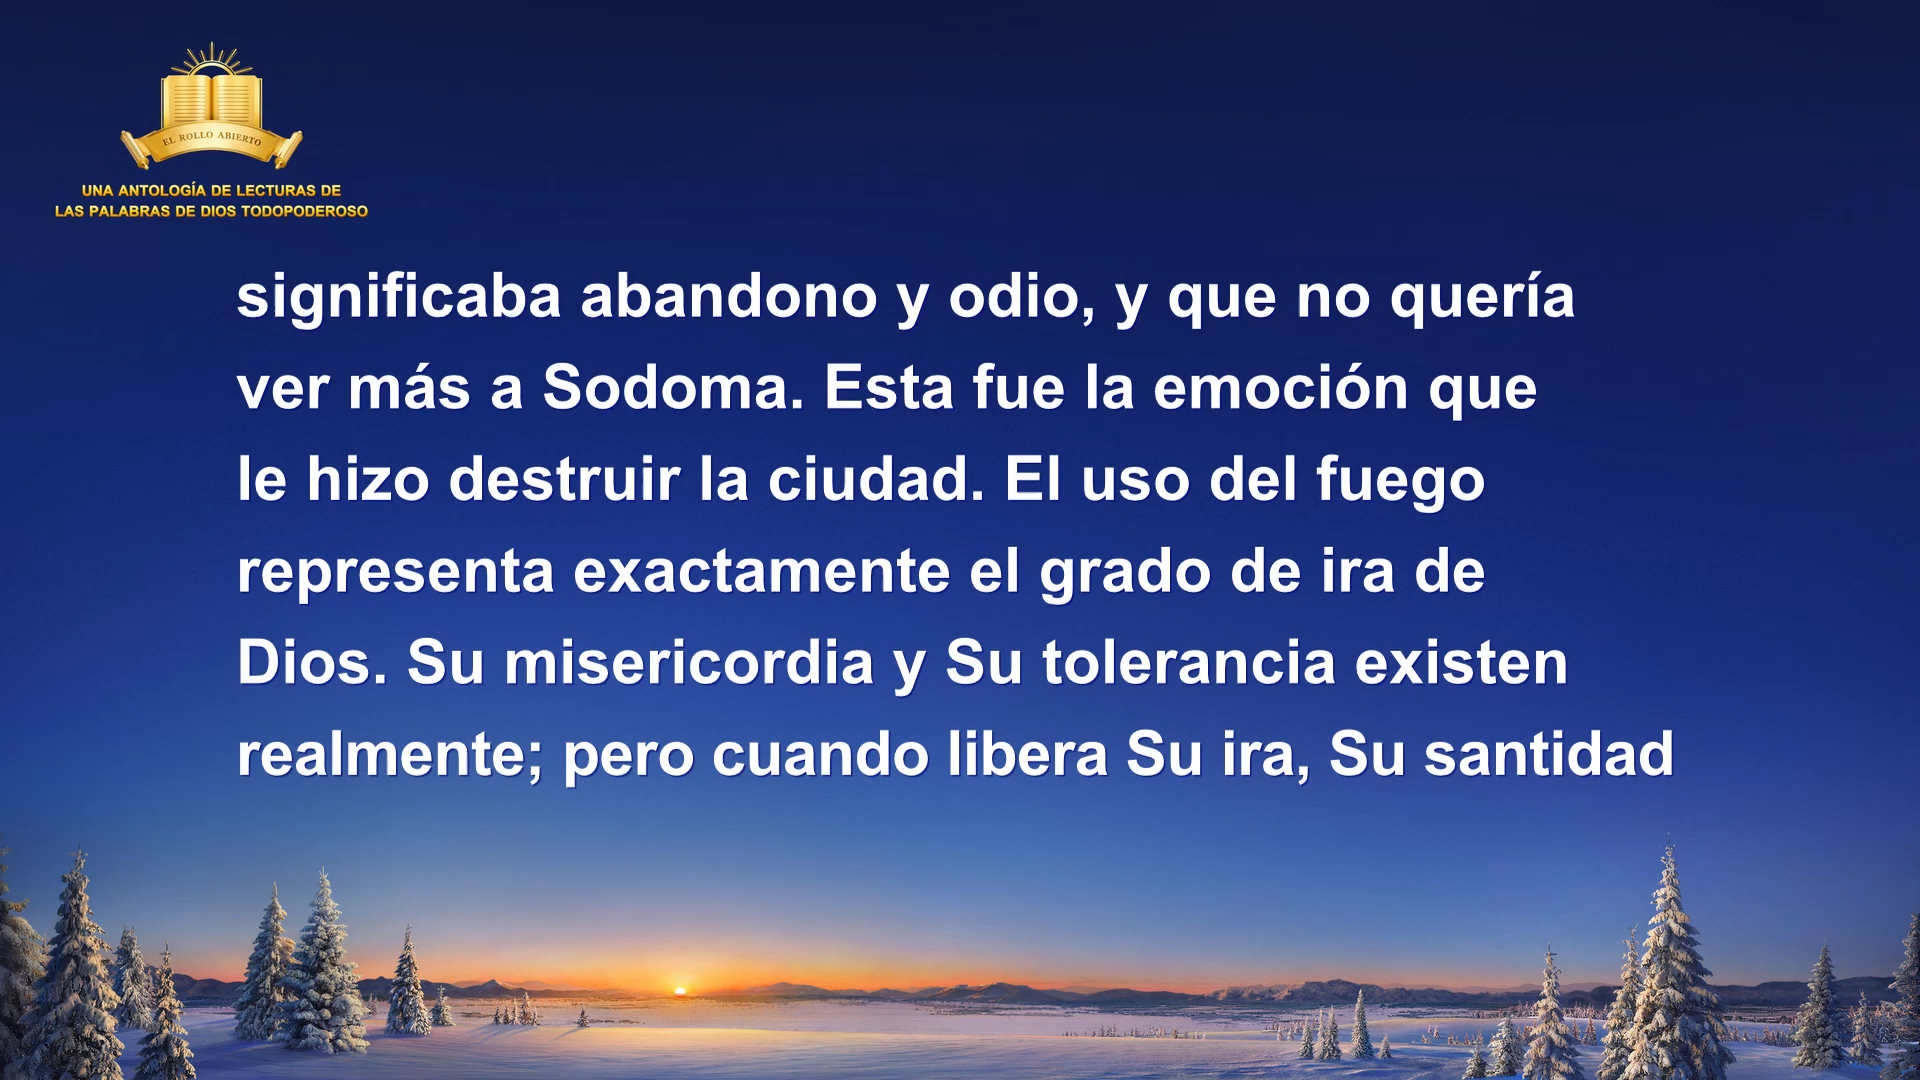 EL ROLLO ABIERTO
UNA ANTOLOGÍA DE LECTURAS DE
LAS PALABRAS DE DIOS TODOPODEROSO
significaba abandono y odio, y que no quería
ver más a Sodoma. Esta fue la emoción que
le hizo destruir la ciudad. El uso del fuego
representa exactamente el grado de ira de
Dios. Su misericordia y Su tolerancia existen
realmente; pero cuando libera Su ira, Su santidad